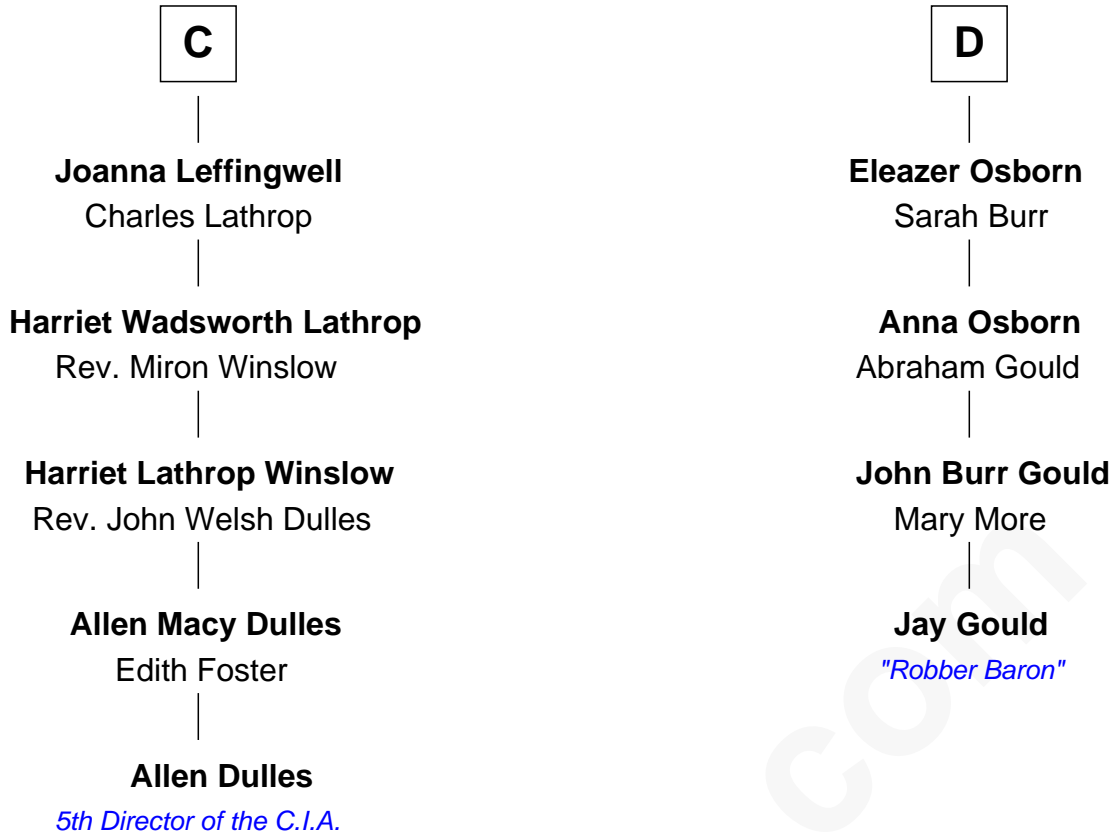 C
Joanna Leffingwell
Charles Lathrop
Harriet Wadsworth Lathrop
Rev. Miron Winslow
Harriet Lathrop Winslow
Rev. John Welsh Dulles
Allen Macy Dulles
Edith Foster
Allen Dulles
5th Director of the C.I.A.
D
Eleazer Osborn
Sarah Burr
Anna Osborn
Abraham Gould
John Burr Gould
Mary More
Jay Gould
"Robber Baron"
com